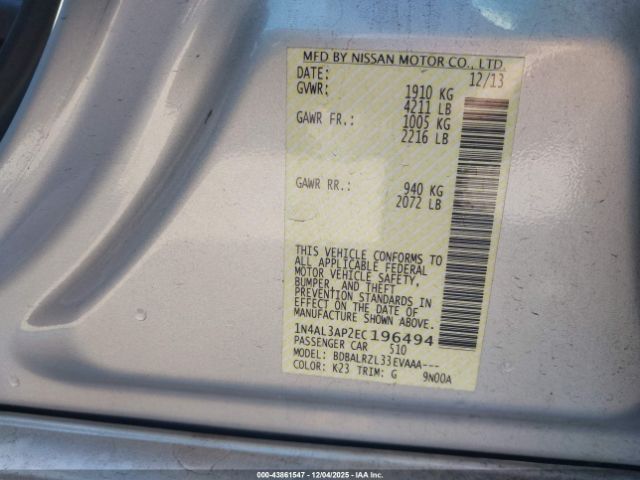 MFD BY NISSAN MOTOR CO., LTD.
DATE: 12/13
GVWR: 1910 KG
4211 LB
GAWR FR.: 1005 KG
2216 LB
GAWR RR.: 940 KG
2072 LB
THIS VEHICLE CONFORMS TO
ALL APPLICABLE FEDERAL
MOTOR VEHICLE SAFETY,
BUMPER, AND THEFT
PREVENTION STANDARDS IN
EFFECT ON THE DATE OF
MANUFACTURE SHOWN ABOVE.
1N4AL3AP2EC196494
PASSENGER CAR S10
MODEL: BDBALRZL33EVAAA---
COLOR: K23 TRIM: G 9N00A
000-43861547 - 12/04/2025 - IAA Inc.